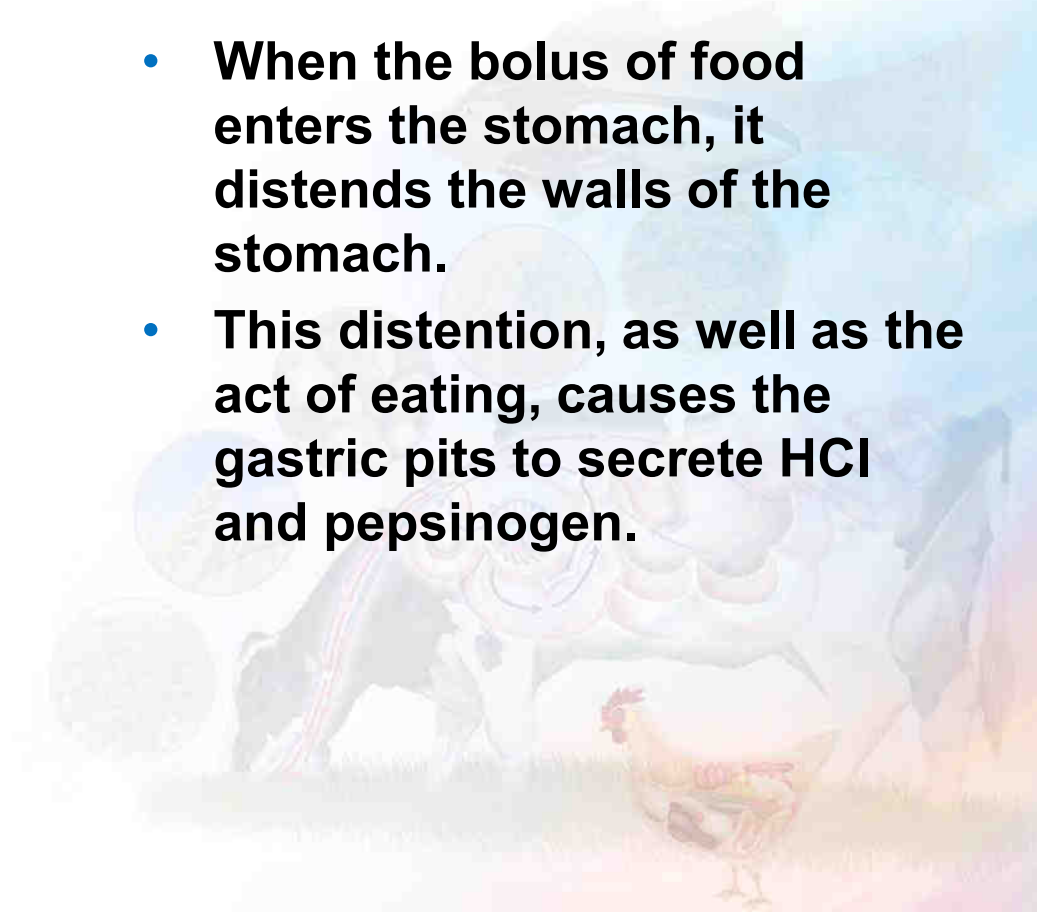 • When the bolus of food
enters the stomach, it
distends the walls of the
stomach.
• This distention, as well as the
act of eating, causes the
gastric pits to secrete HCl
and pepsinogen.